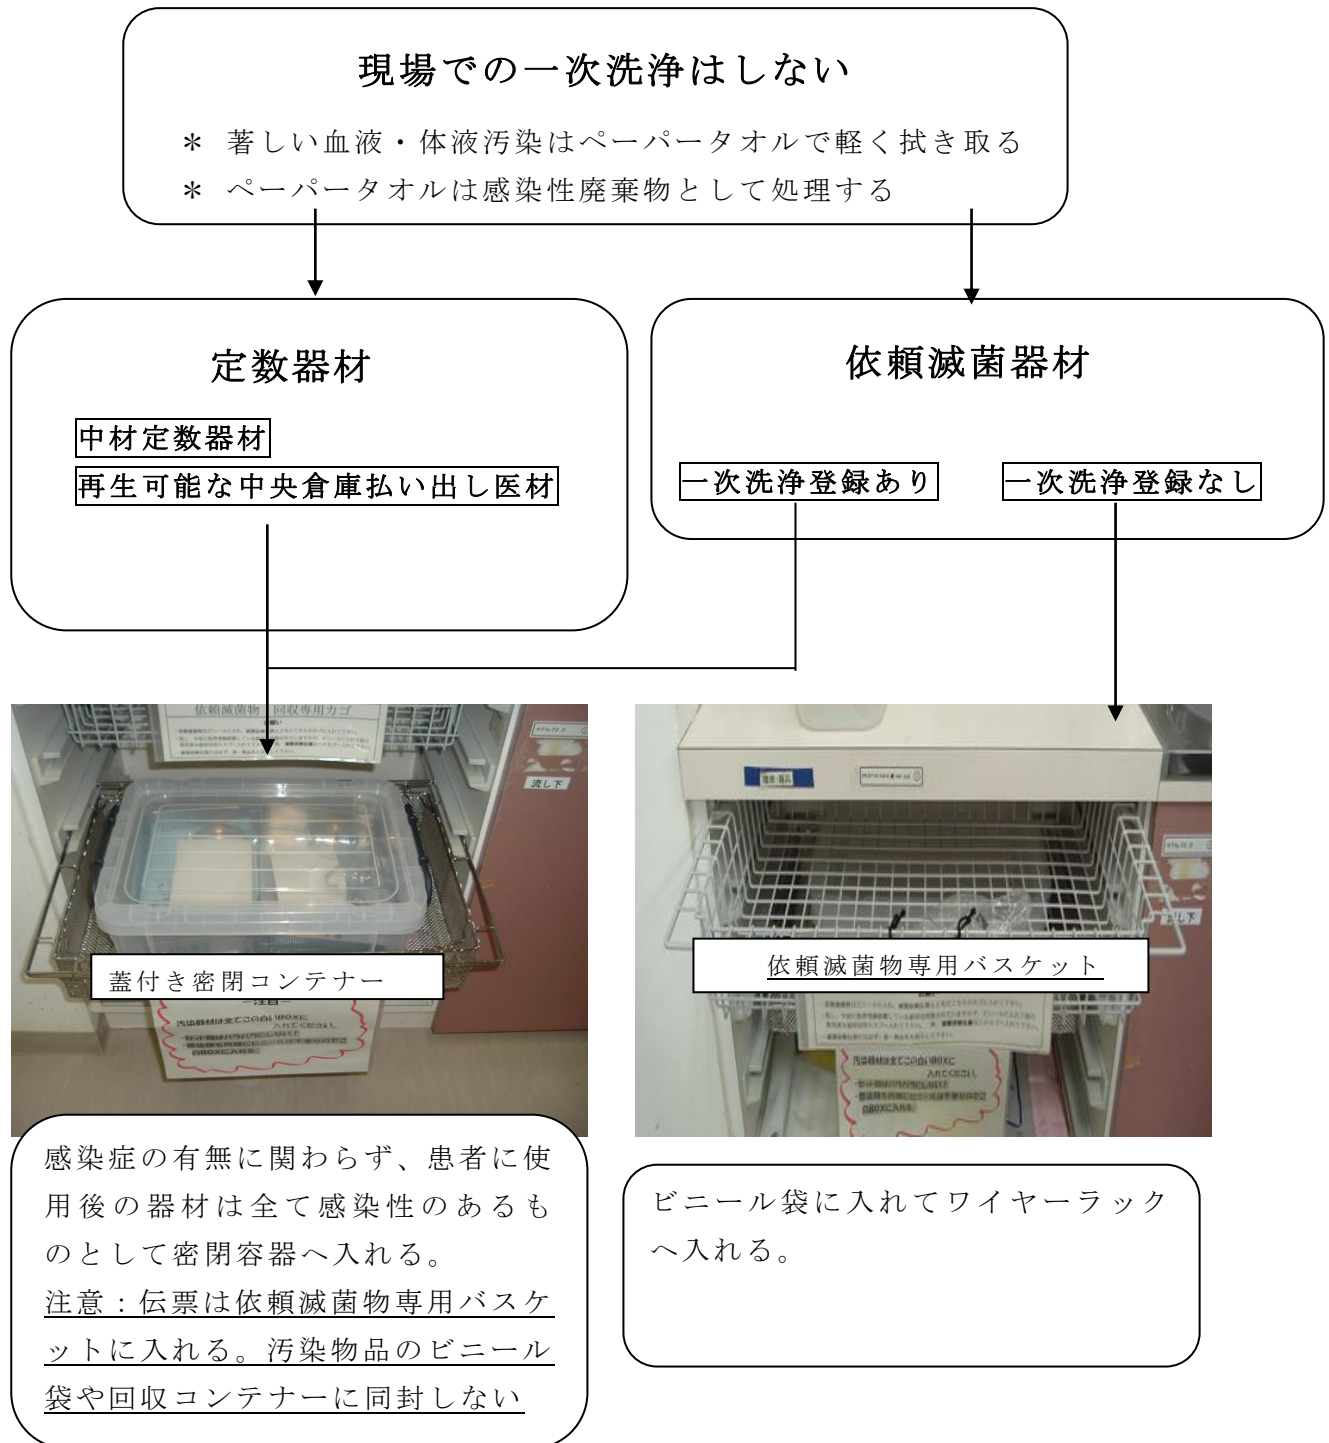 現場での一次洗浄はしない
＊ 著しい血液・体液汚染はペーパータオルで軽く拭き取る
＊ ペーパータオルは感染性廃棄物として処理する
定数器材
中材定数器材
再生可能な中央倉庫払い出し医材
依頼滅菌器材
一次洗浄登録あり
一次洗浄登録なし
依頼滅菌物 回収専用カゴ
流し下
蓋付き密閉コンテナー
ー注目ー
汚染器材は全てこの白いBOXに
入れてください。
依頼滅菌物専用バスケット
汚染器材は全てこの白いBOXに
入れてください。
感染症の有無に関わらず、患者に使
用後の器材は全て感染性のあるも
のとして密閉容器へ入れる。
注意：伝票は依頼滅菌物専用バスケ
ットに入れる。汚染物品のビニール
袋や回収コンテナーに同封しない
ビニール袋に入れてワイヤーラック
へ入れる。